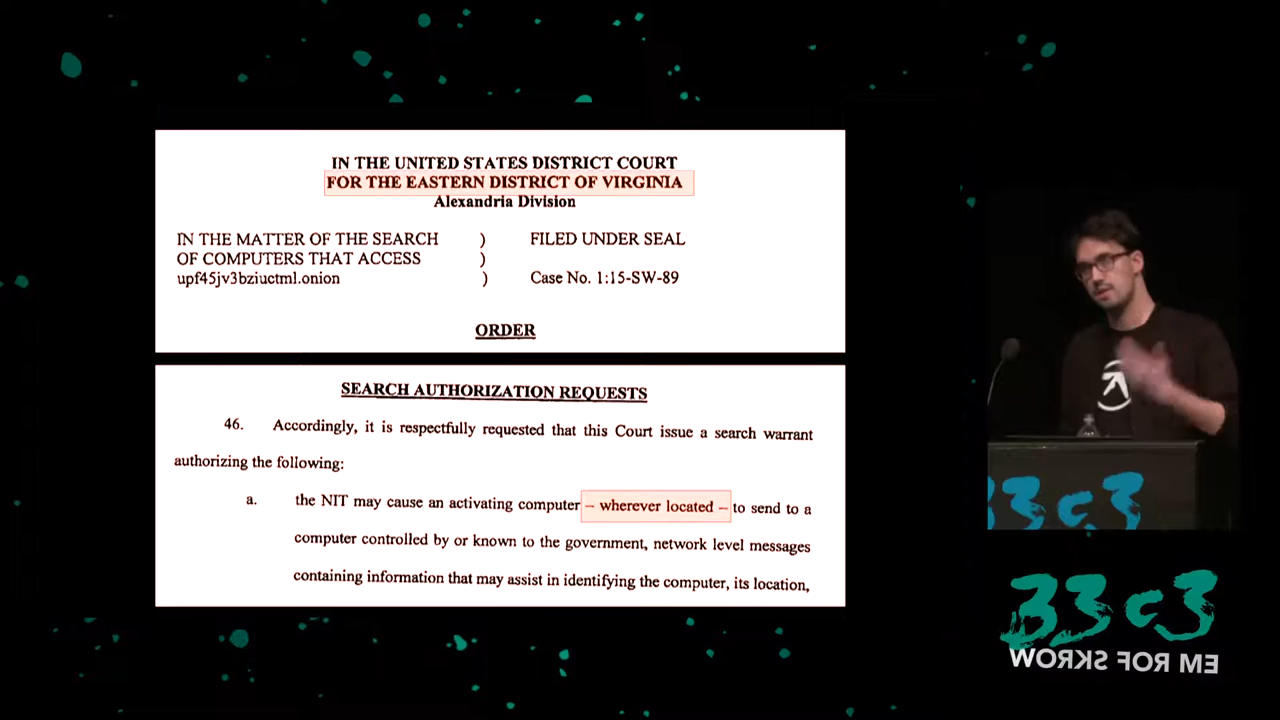 IN THE UNITED STATES DISTRICT COURT
FOR THE EASTERN DISTRICT OF VIRGINIA
Alexandria Division
IN THE MATTER OF THE SEARCH ) FILED UNDER SEAL
OF COMPUTERS THAT ACCESS )
upf45jv3bziuctml.onion ) Case No. 1:15-SW-89
ORDER
SEARCH AUTHORIZATION REQUESTS
46. Accordingly, it is respectfully requested that this Court issue a search warrant
authorizing the following:
a. the NIT may cause an activating computer – wherever located – to send to a
computer controlled by or known to the government, network level messages
containing information that may assist in identifying the computer, its location,
33c3
33c3
WORKS FOR ME